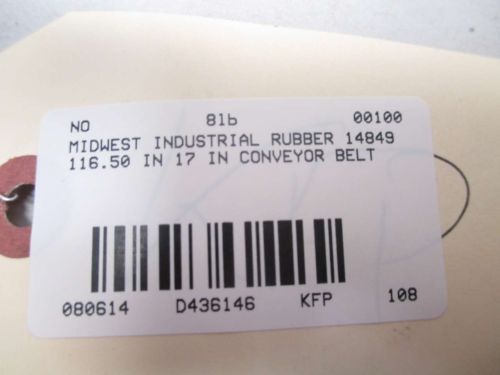 NO 81b 00100
MIDWEST INDUSTRIAL RUBBER 14849
116.50 IN 17 IN CONVEYOR BELT
080614 D436146 KFP 108